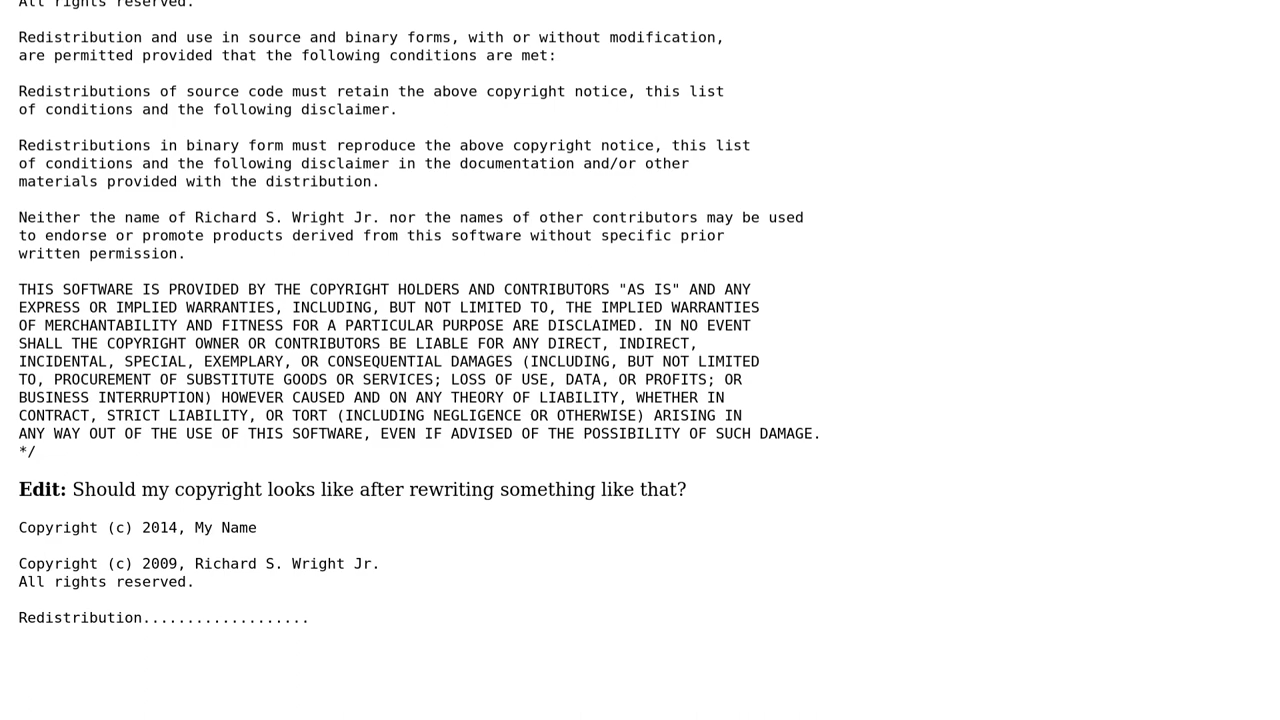 All rights reserved.
Redistribution and use in source and binary forms, with or without modification,
are permitted provided that the following conditions are met:
Redistributions of source code must retain the above copyright notice, this list
of conditions and the following disclaimer.
Redistributions in binary form must reproduce the above copyright notice, this list
of conditions and the following disclaimer in the documentation and/or other
materials provided with the distribution.
Neither the name of Richard S. Wright Jr. nor the names of other contributors may be used
to endorse or promote products derived from this software without specific prior
written permission.
THIS SOFTWARE IS PROVIDED BY THE COPYRIGHT HOLDERS AND CONTRIBUTORS "AS IS" AND ANY
EXPRESS OR IMPLIED WARRANTIES, INCLUDING, BUT NOT LIMITED TO, THE IMPLIED WARRANTIES
OF MERCHANTABILITY AND FITNESS FOR A PARTICULAR PURPOSE ARE DISCLAIMED. IN NO EVENT
SHALL THE COPYRIGHT OWNER OR CONTRIBUTORS BE LIABLE FOR ANY DIRECT, INDIRECT,
INCIDENTAL, SPECIAL, EXEMPLARY, OR CONSEQUENTIAL DAMAGES (INCLUDING, BUT NOT LIMITED
TO, PROCUREMENT OF SUBSTITUTE GOODS OR SERVICES; LOSS OF USE, DATA, OR PROFITS; OR
BUSINESS INTERRUPTION) HOWEVER CAUSED AND ON ANY THEORY OF LIABILITY, WHETHER IN
CONTRACT, STRICT LIABILITY, OR TORT (INCLUDING NEGLIGENCE OR OTHERWISE) ARISING IN
ANY WAY OUT OF THE USE OF THIS SOFTWARE, EVEN IF ADVISED OF THE POSSIBILITY OF SUCH DAMAGE.
*/
Edit: Should my copyright looks like after rewriting something like that?
Copyright (c) 2014, My Name
Copyright (c) 2009, Richard S. Wright Jr.
All rights reserved.
Redistribution...................